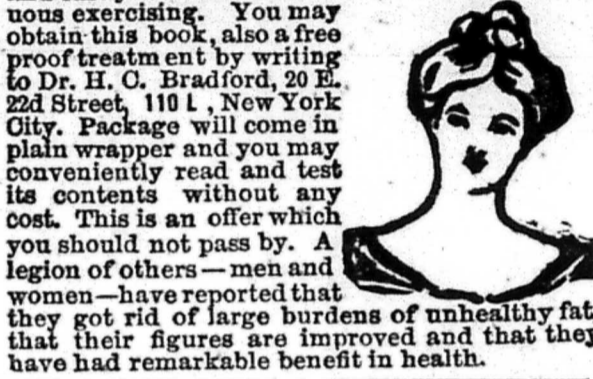 uous exercising. You may
obtain this book, also a free
proof treatment by writing
to Dr. H. C. Bradford, 20 E.
22d Street, 110 L, New York
City. Package will come in
plain wrapper and you may
conveniently read and test
its contents without any
cost. This is an offer which
you should not pass by. A
legion of others—men and
women—have reported that
they got rid of large burdens of unhealthy fat
that their figures are improved and that they
have had remarkable benefit in health.